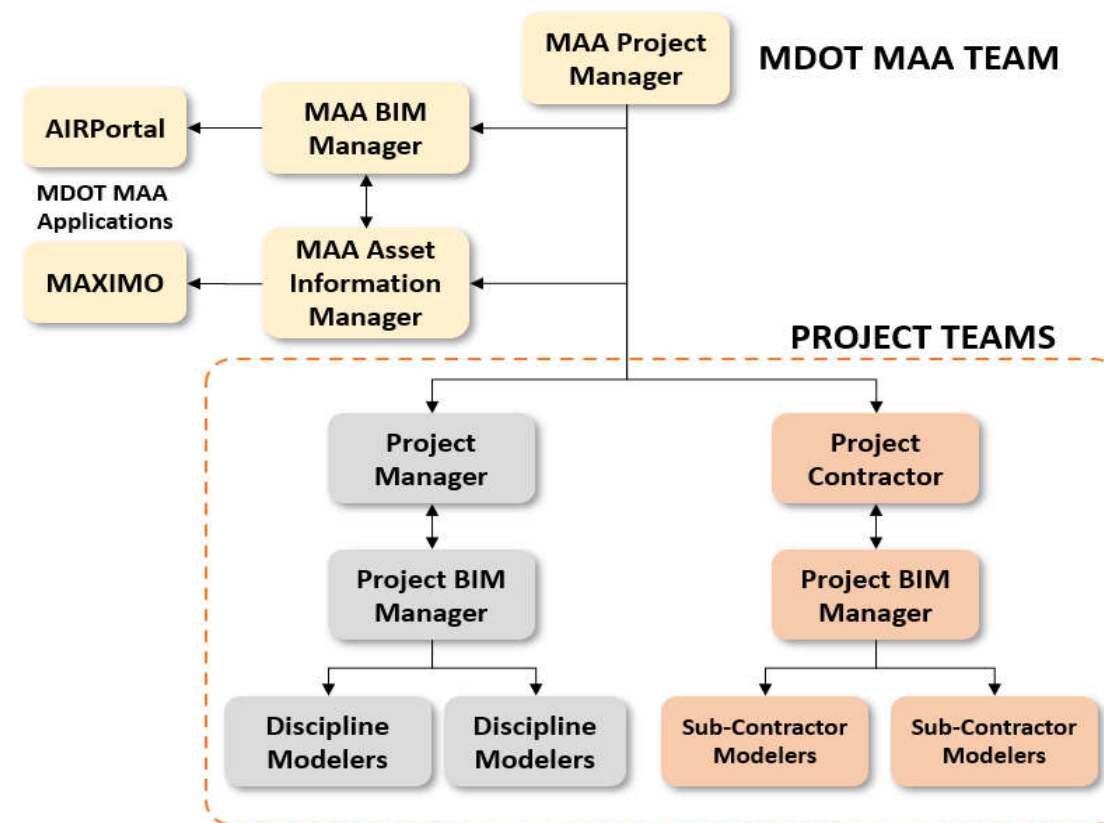 MAA Project
Manager
MDOT MAA TEAM
AIRPortal
MAA BIM
Manager
MDOT MAA
Applications
MAXIMO
MAA Asset
Information
Manager
PROJECT TEAMS
Project
Manager
Project
Contractor
Project BIM
Manager
Project BIM
Manager
Discipline
Modelers
Discipline
Modelers
Sub-Contractor
Modelers
Sub-Contractor
Modelers